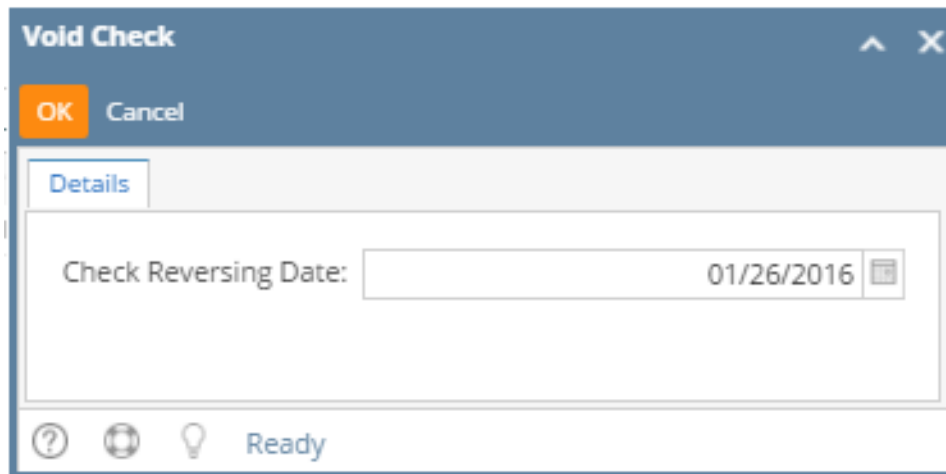 Void Check
OK Cancel
Details
Check Reversing Date: 01/26/2016
Ready